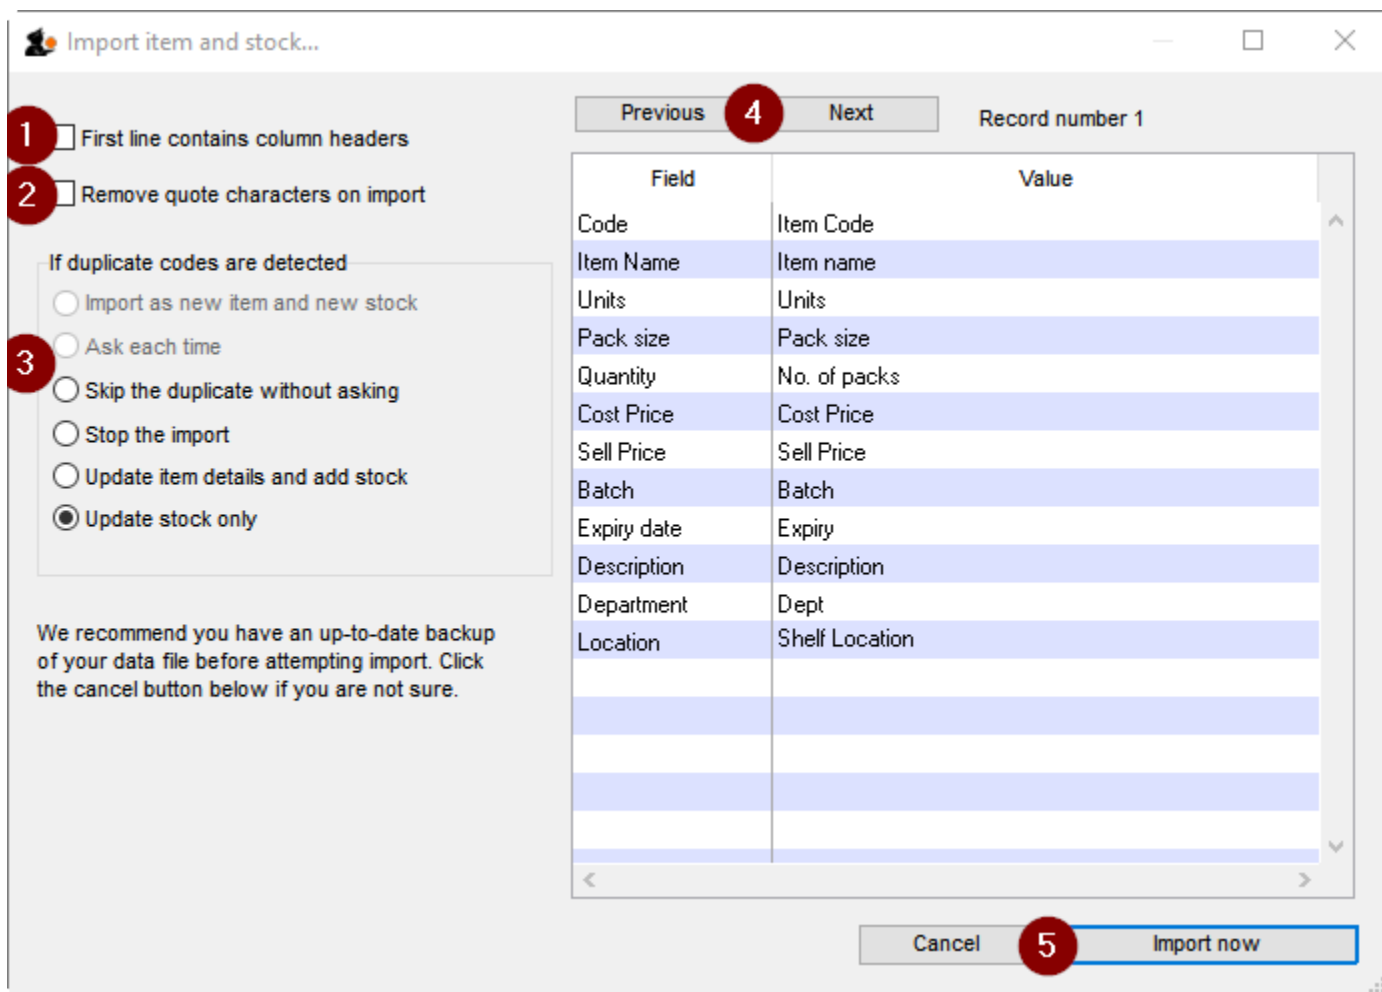 Import item and stock...
1
First line contains column headers
2
Remove quote characters on import
If duplicate codes are detected
Import as new item and new stock
3
Ask each time
Skip the duplicate without asking
Stop the import
Update item details and add stock
Update stock only
We recommend you have an up-to-date backup
of your data file before attempting import. Click
the cancel button below if you are not sure.
Previous 4 Next Record number 1
Field Value
Code Item Code
Item Name Item name
Units Units
Pack size Pack size
Quantity No. of packs
Cost Price Cost Price
Sell Price Sell Price
Batch Batch
Expiry date Expiry
Description Description
Department Dept
Location Shelf Location
Cancel 5 Import now